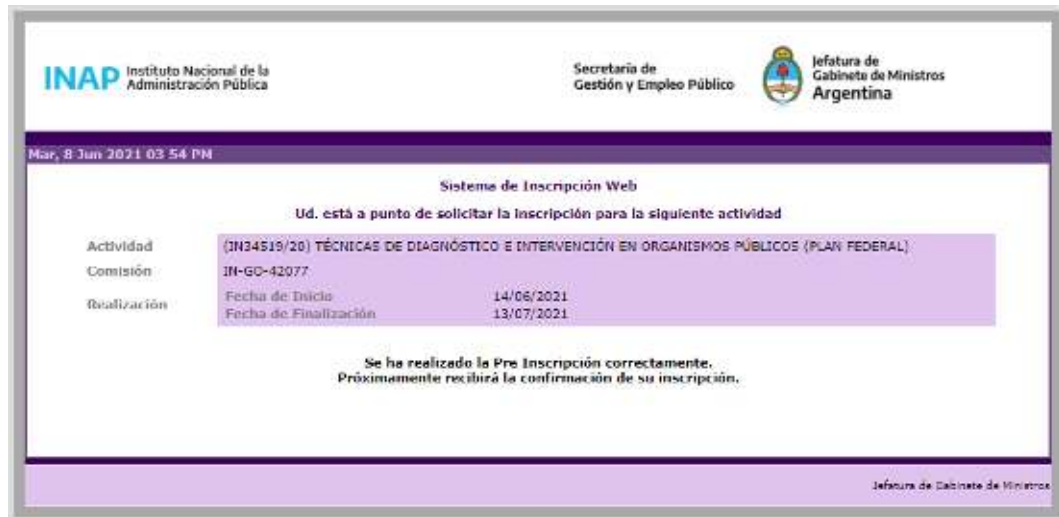 INAP Instituto Nacional de la
Administración Pública
Secretaría de
Gestión y Empleo Público
Jefatura de
Gabinete de Ministros
Argentina
Mar, 8 Jun 2021 03 54 PM
Sistema de Inscripción Web
Ud. está a punto de solicitar la inscripción para la siguiente actividad
Actividad (IN34519/20) TÉCNICAS DE DIAGNÓSTICO E INTERVENCIÓN EN ORGANISMOS PÚBLICOS (PLAN FEDERAL)
Comisión IN-GO-42077
Realización
Fecha de Inicio 14/06/2021
Fecha de Finalización 13/07/2021
Se ha realizado la Pre Inscripción correctamente.
Próximamente recibirá la confirmación de su inscripción.
Jefatura de Gabinete de Ministros